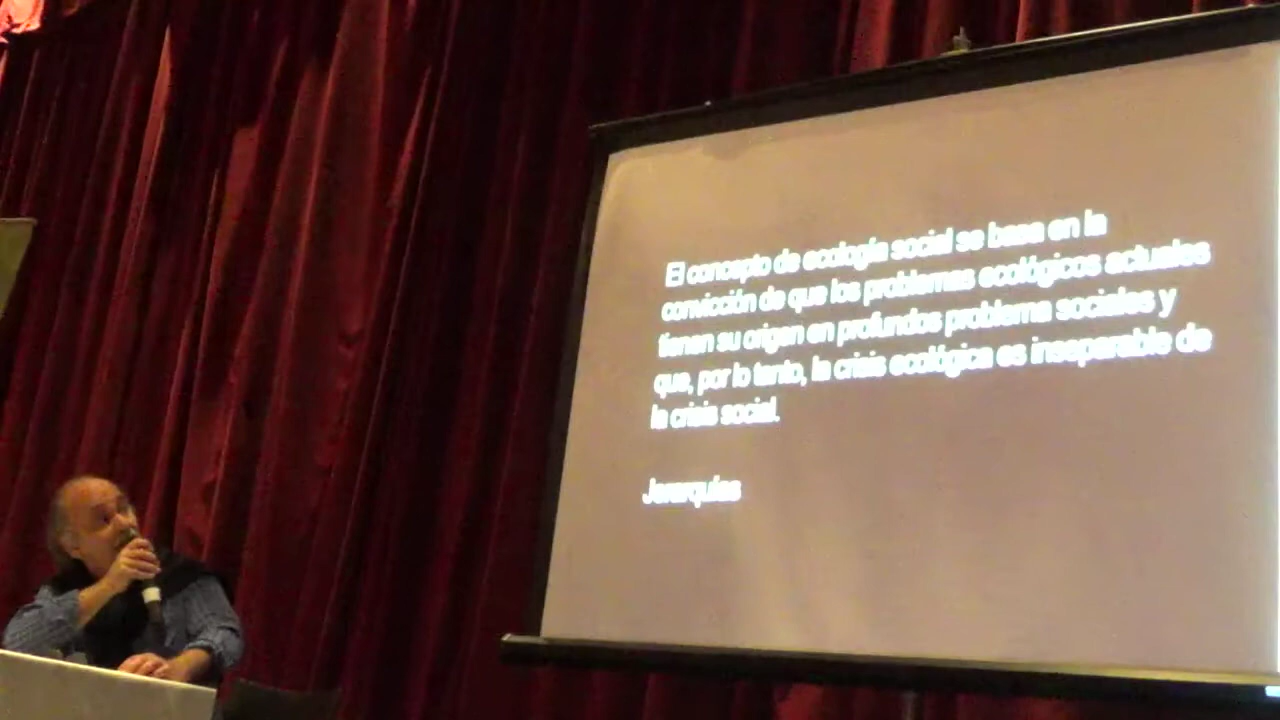 El concepto de ecología social se basa en la
convicción de que los problemas ecológicos actuales
tienen su origen en profundos problema sociales y
que, por lo tanto, la crisis ecológica es inseparable de
la crisis social.
Jerarquías